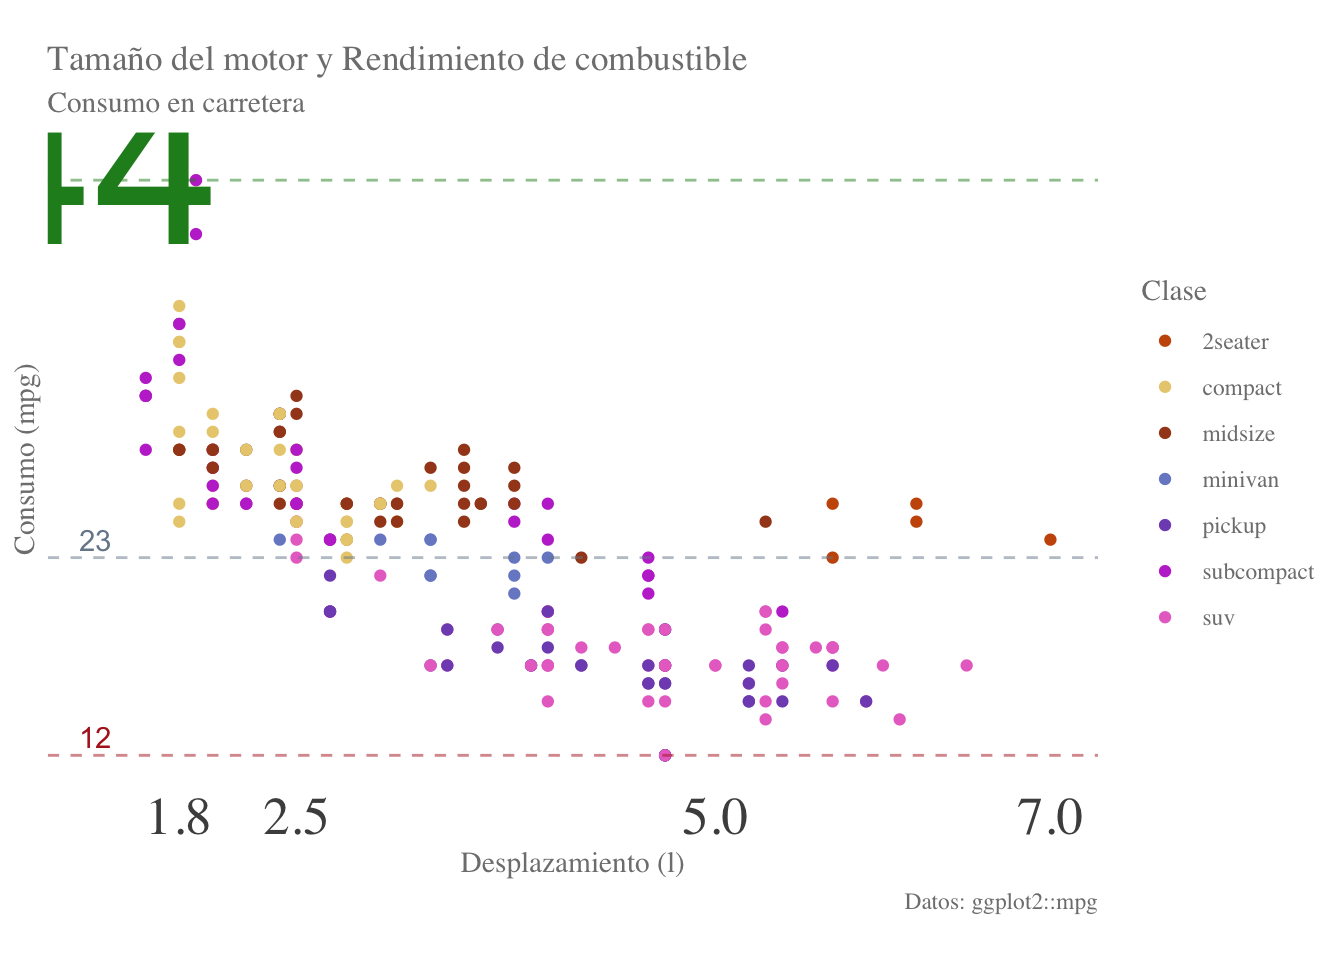 Tamaño del motor y Rendimiento de combustible
Consumo en carretera
44
Consumo (mpg)
23
12
1.8 2.5 5.0 7.0
Desplazamiento (l)
Clase
2seater
compact
midsize
minivan
pickup
subcompact
suv
Datos: ggplot2::mpg